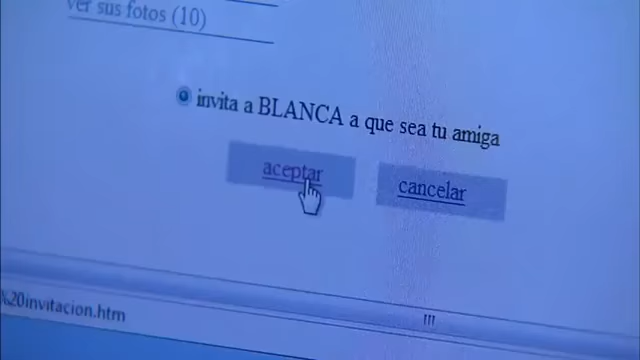 ver sus fotos (10)
invita a BLANCA a que sea tu amiga
aceptar
cancelar
%20invitacion.htm